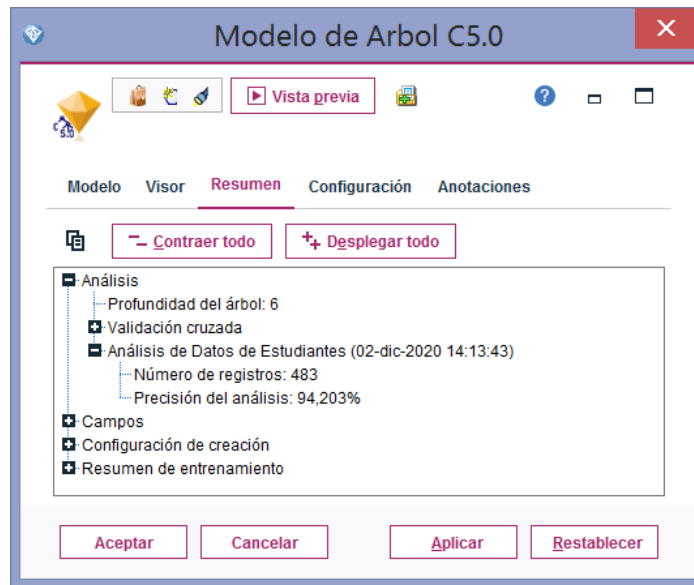 Modelo de Arbol C5.0
Vista previa
C5.0
Modelo Visor Resumen Configuración Anotaciones
Contraer todo Desplegar todo
Análisis
Profundidad del árbol: 6
Validación cruzada
Análisis de Datos de Estudiantes (02-dic-2020 14:13:43)
Número de registros: 483
Precisión del análisis: 94,203%
Campos
Configuración de creación
Resumen de entrenamiento
Aceptar Cancelar Aplicar Restablecer